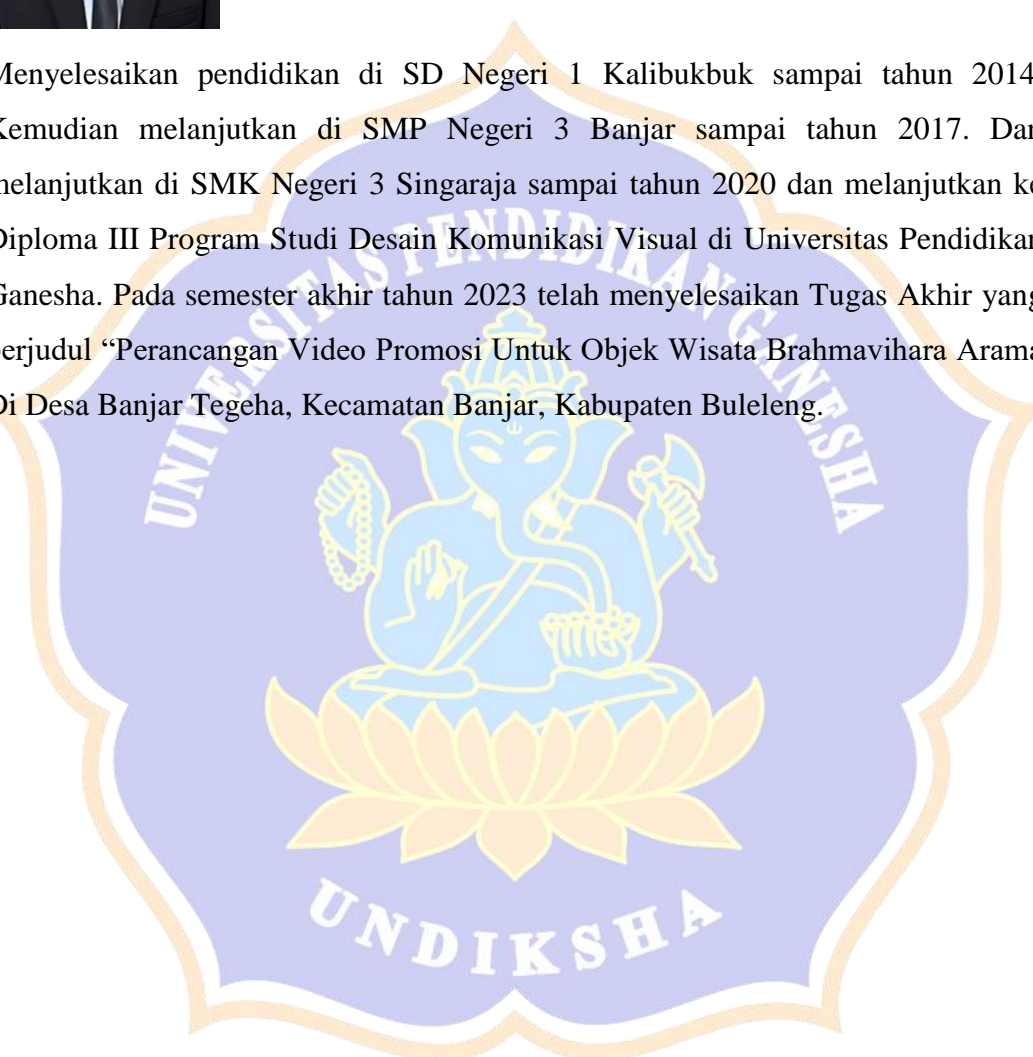 Menyelesaikan pendidikan di SD Negeri 1 Kalibukbuk sampai tahun 2014
Kemudian melanjutkan di SMP Negeri 3 Banjar sampai tahun 2017. Dan
melanjutkan di SMK Negeri 3 Singaraja sampai tahun 2020 dan melanjutkan ke
Diploma III Program Studi Desain Komunikasi Visual di Universitas Pendidikan
Ganesha. Pada semester akhir tahun 2023 telah menyelesaikan Tugas Akhir yang
berjudul “Perancangan Video Promosi Untuk Objek Wisata Brahmavihara Arama
Di Desa Banjar Tegeha, Kecamatan Banjar, Kabupaten Buleleng.
UNIVERSITAS PENDIDIKAN GANESHA
UNDIKSHA